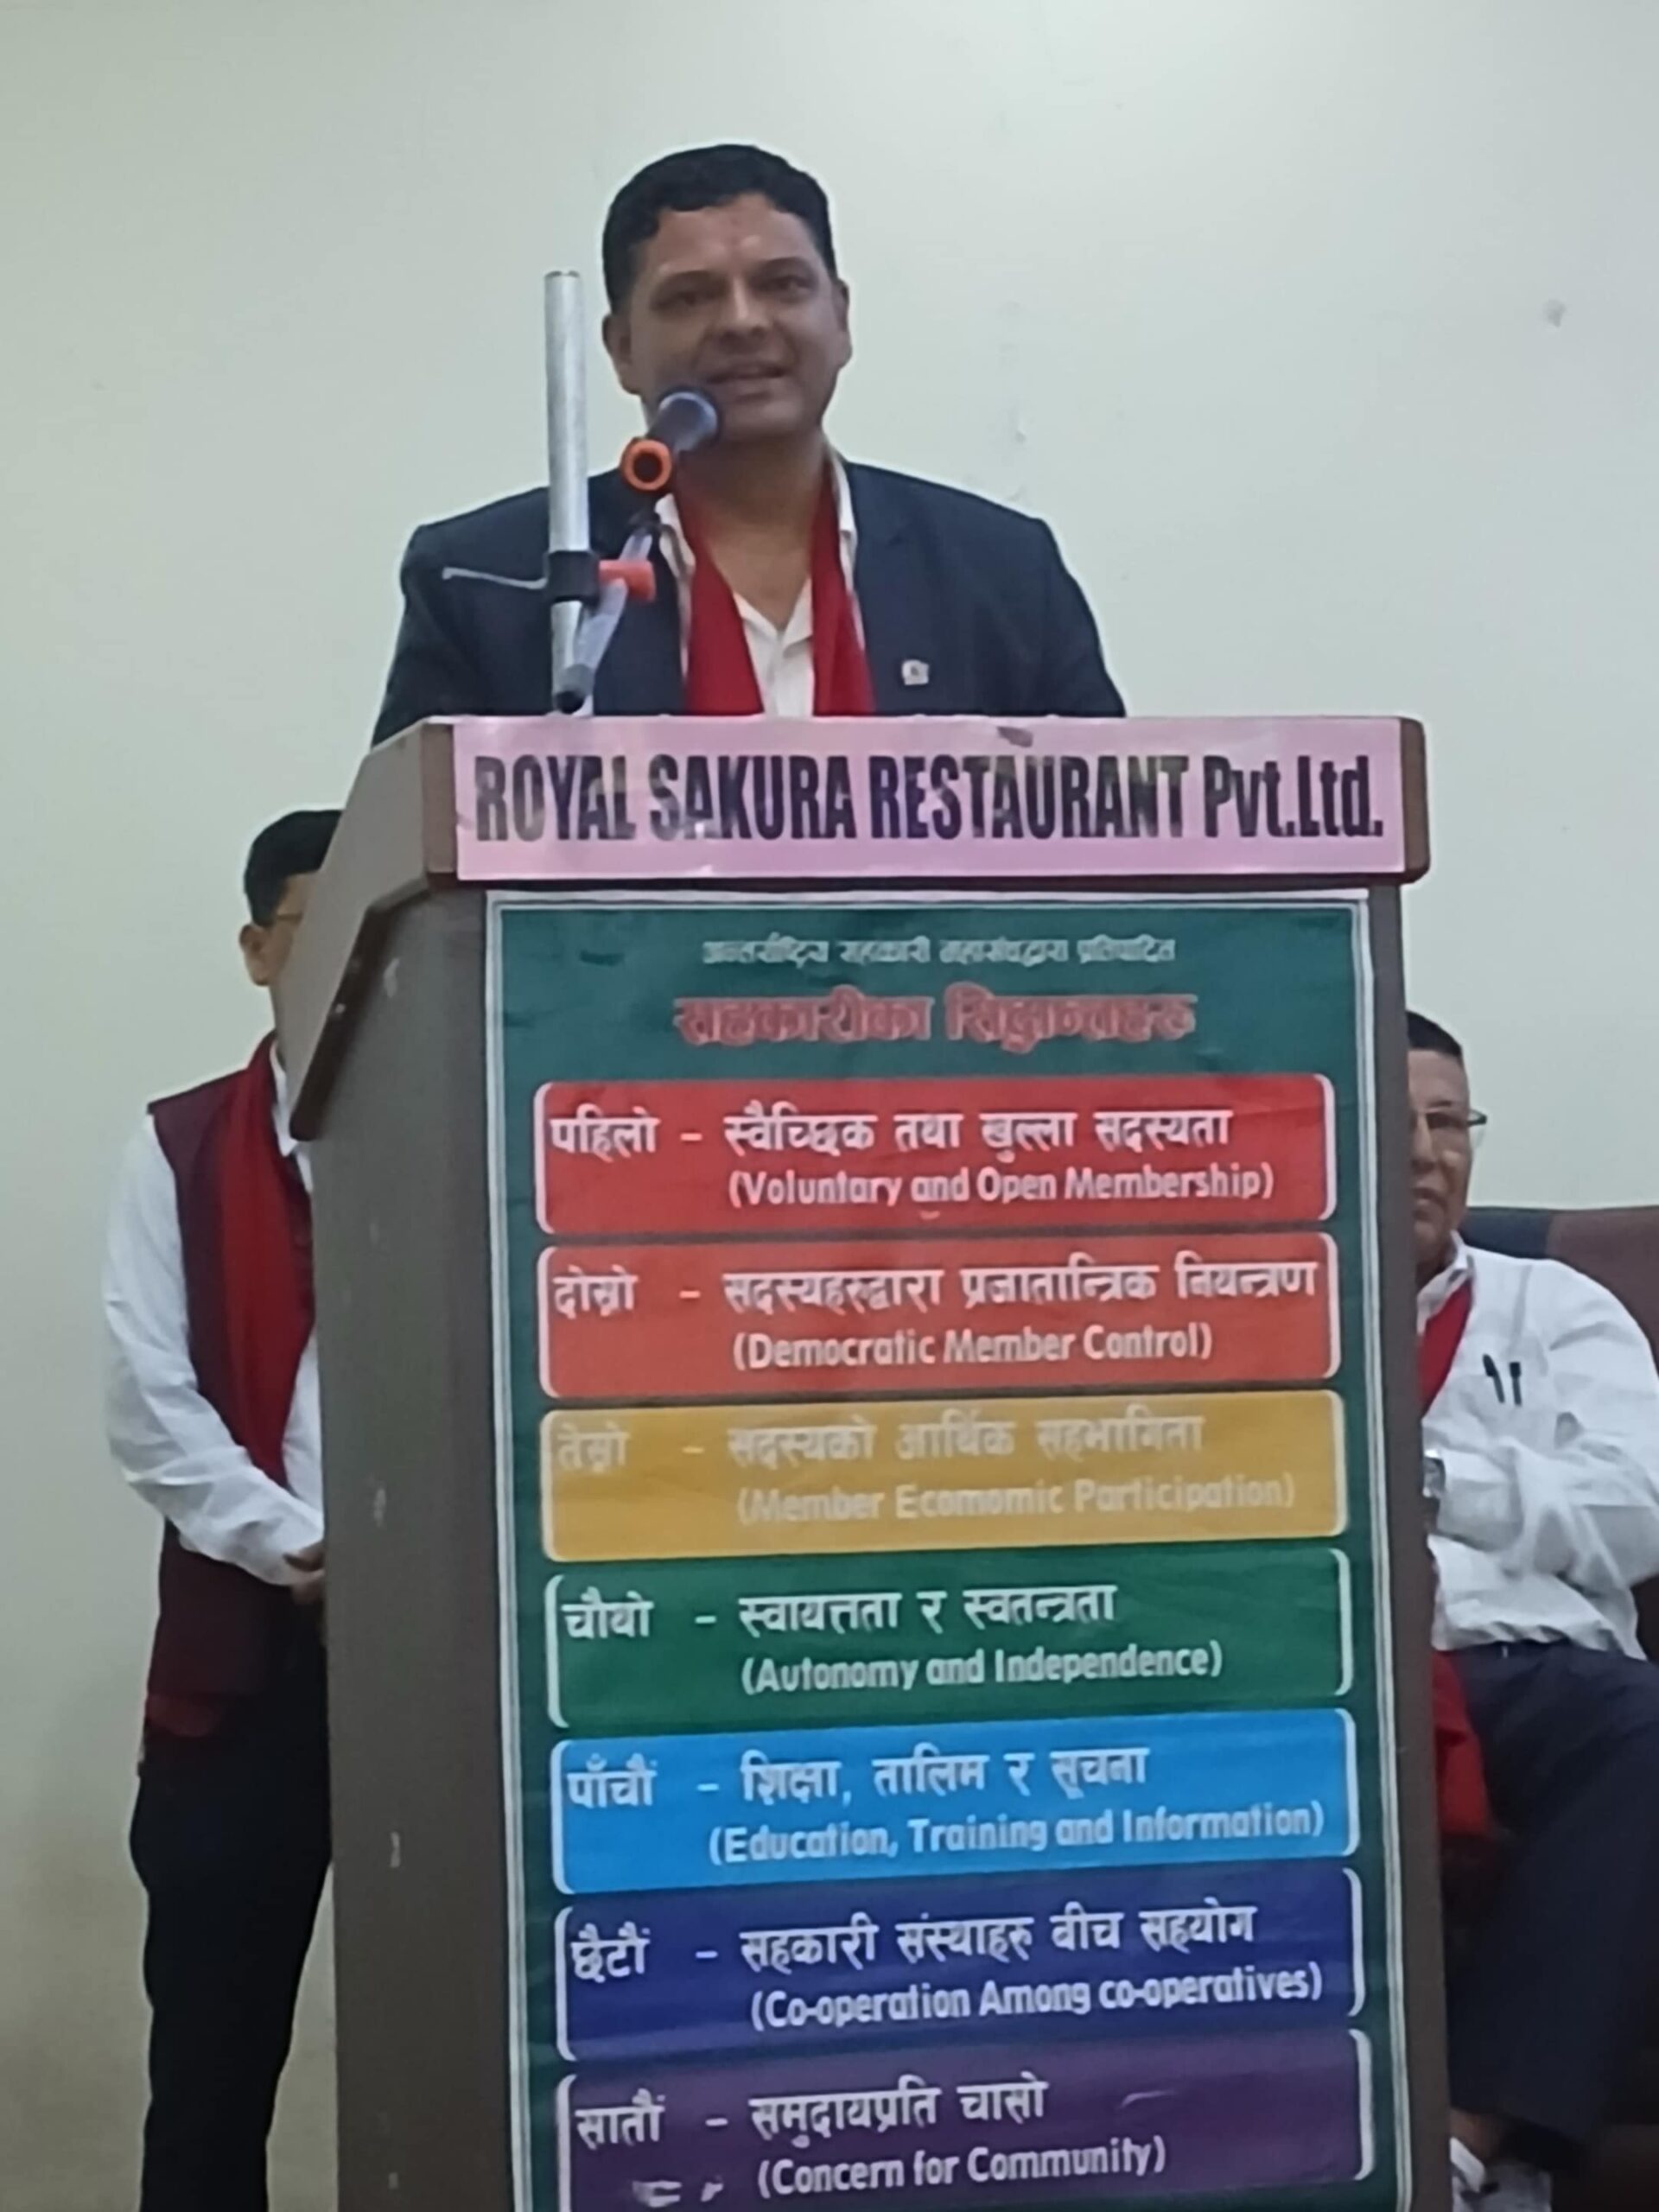 ROYAL SAKURA RESTAURANT Pvt.Ltd.
अन्तर्राष्ट्रिय सहकारी महासंघद्वारा प्रतिपादित
सहकारीका सिद्धान्तहरु
पहिलो - स्वैच्छिक तथा खुल्ला सदस्यता
(Voluntary and Open Membership)
दोस्रो - सदस्यहरुद्वारा प्रजातान्त्रिक नियन्त्रण
(Democratic Member Control)
तेस्रो - सदस्यको आर्थिक सहभागिता
(Member Ecomomic Participation)
चौथो - स्वायत्तता र स्वतन्त्रता
(Autonomy and Independence)
पाँचौं - शिक्षा, तालिम र सूचना
(Education, Training and Information)
छैटौं - सहकारी संस्थाहरु बीच सहयोग
(Co-operation Among co-operatives)
सातौं - समुदायप्रति चासो
(Concern for Community)